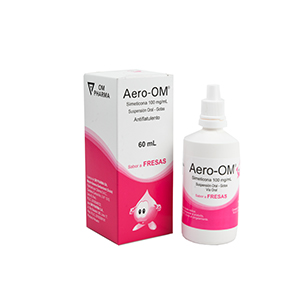 OM
PHARMA
Aero-OM®
Simeticona 100 mg/mL
Suspensión Oral - Gotas
Antiflatulento
60 mL
Sabor a FRESAS
Aero-OM®
Simeticona 100 mg/mL
Suspensión Oral - Gotas
Vía Oral
Sabor a FRESAS